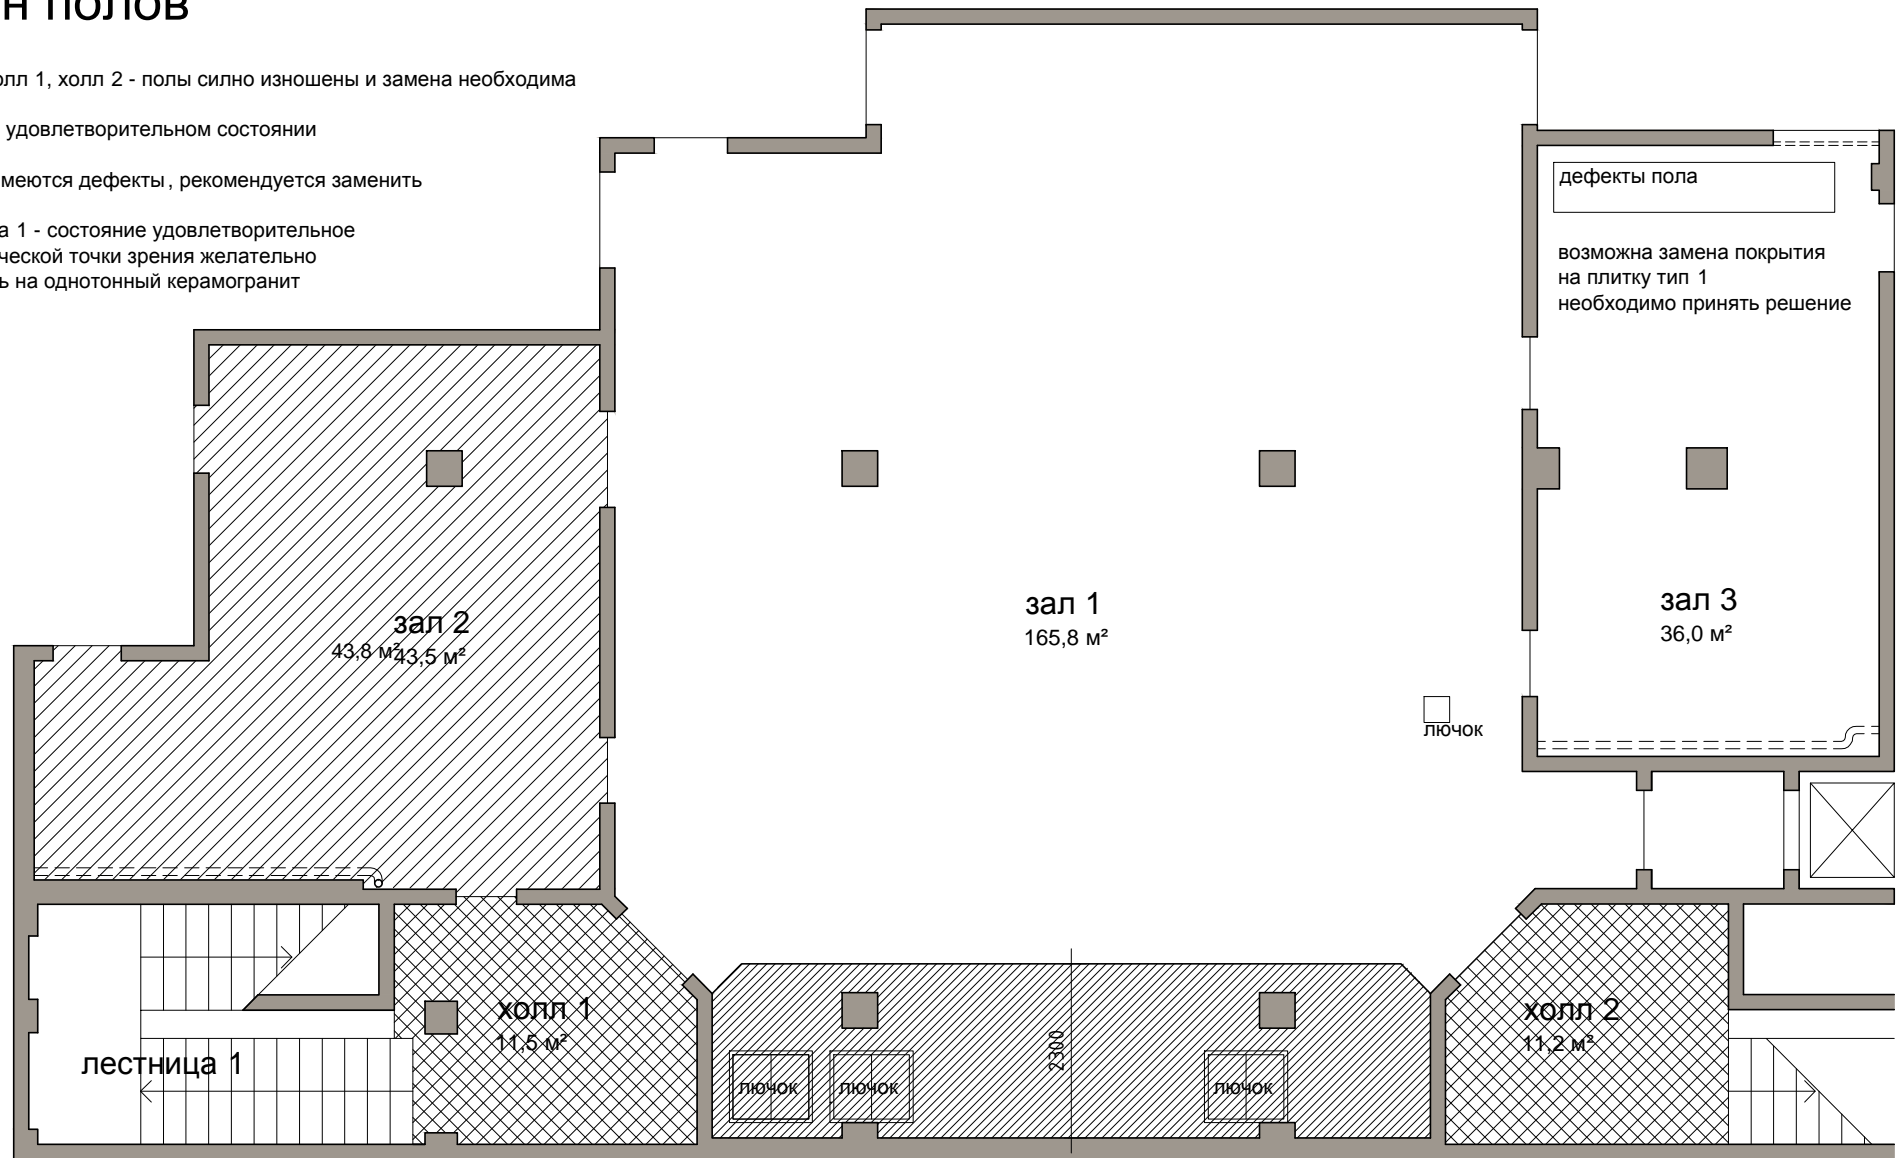 н полов
олл 1, холл 2 - полы силно изношены и замена необходима
удовлетворительном состоянии
имеются дефекты, рекомендуется заменить
а 1 - состояние удовлетворительное
ческой точки зрения желательно
ь на однотонный керамогранит
дефекты пола
возможна замена покрытия
на плитку тип 1
необходимо принять решение
зал 2
43,8 м²
43,5 м²
зал 1
165,8 м²
зал 3
36,0 м²
лючок
холл 1
11,5 м²
лестница 1
лючок
лючок
2300
лючок
холл 2
11,2 м²